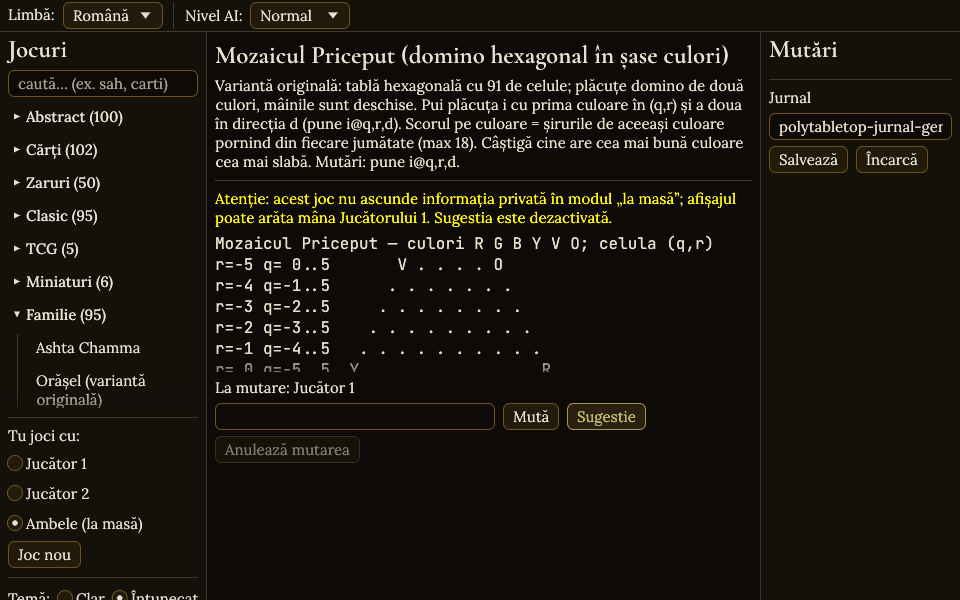 Limbă: Română ▼ Nivel AI: Normal ▼
Jocuri
caută... (ex. sah, carti)
▸ Abstract (100)
▸ Cărți (102)
▸ Zaruri (50)
▸ Clasic (95)
▸ TCG (5)
▸ Miniaturi (6)
▾ Familie (95)
Ashta Chamma
Orășel (variantă
originală)
Tu joci cu:
Jucător 1
Jucător 2
Ambele (la masă)
Joc nou
Temă: Clar Întunecat
Mozaicul Priceput (domino hexagonal în șase culori)
Variantă originală: tablă hexagonală cu 91 de celule; plăcuțe domino de două
culori, mâinile sunt deschise. Pui plăcuța i cu prima culoare în (q,r) și a doua
în direcția d (pune i@q,r,d). Scorul pe culoare = șirurile de aceeași culoare
pornind din fiecare jumătate (max 18). Câștigă cine are cea mai bună culoare
cea mai slabă. Mutări: pune i@q,r,d.
Atenție: acest joc nu ascunde informația privată în modul „la masă”; afișajul
poate arăta mâna Jucătorului 1. Sugestia este dezactivată.
Mozaicul Priceput — culori R G B Y V O; celula (q,r)
r=-5 q= 0..5 V . . . . O
r=-4 q=-1..5 . . . . . . .
r=-3 q=-2..5 . . . . . . . .
r=-2 q=-3..5 . . . . . . . . .
r=-1 q=-4..5 . . . . . . . . . .
r= 0 q=-5..5 Y R
La mutare: Jucător 1
Mută Sugestie
Anulează mutarea
Mutări
Jurnal
polytabletop-jurnal-ger
Salvează Încarcă